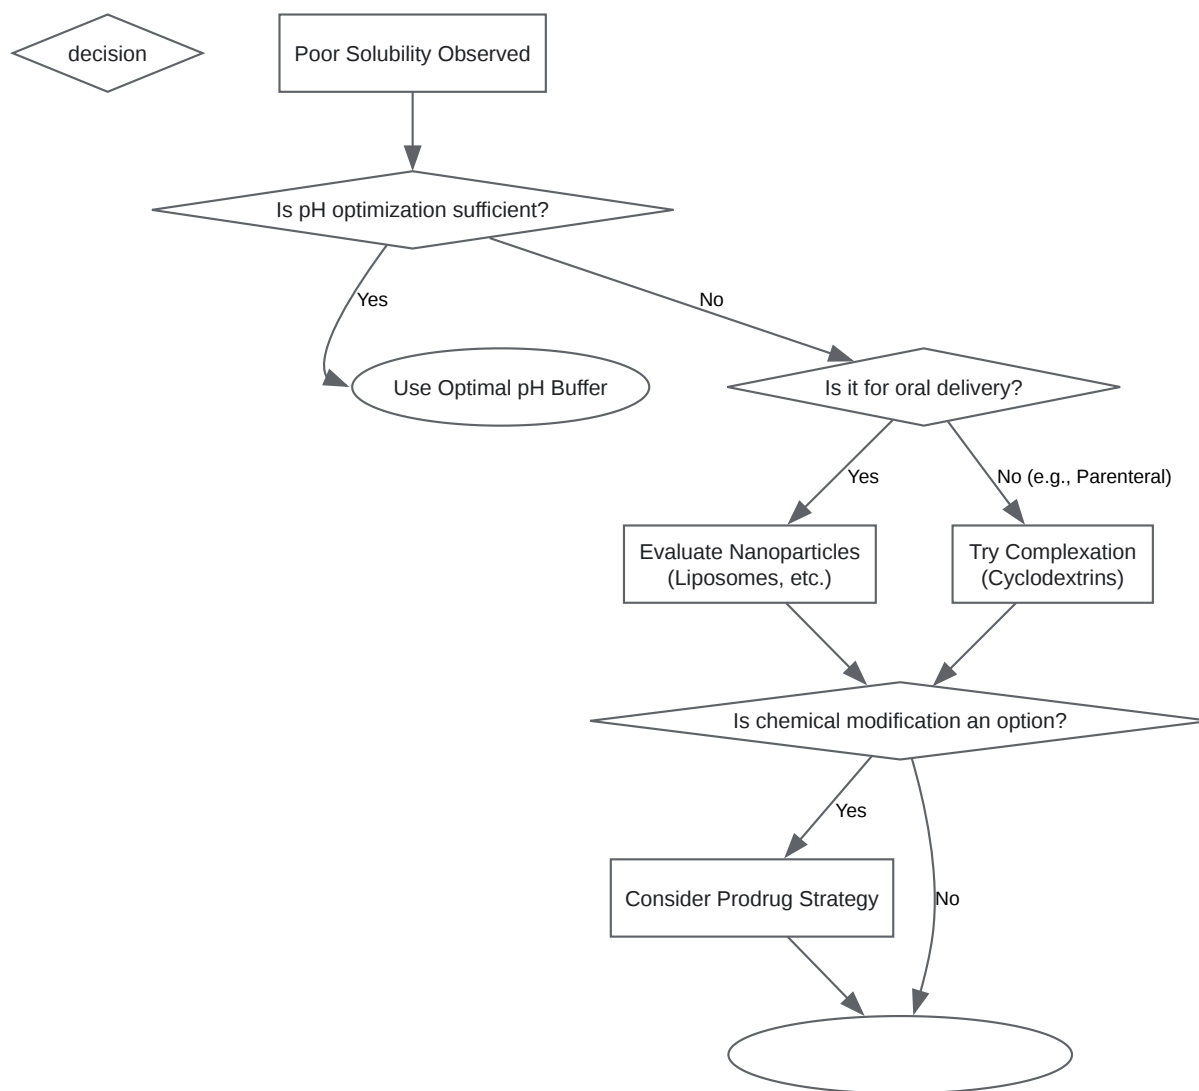 decision
Poor Solubility Observed
Is pH optimization sufficient?
Yes
No
Use Optimal pH Buffer
Is it for oral delivery?
Yes
No (e.g., Parenteral)
Evaluate Nanoparticles
(Liposomes, etc.)
Try Complexation
(Cyclodextrins)
Is chemical modification an option?
Yes
Consider Prodrug Strategy
No